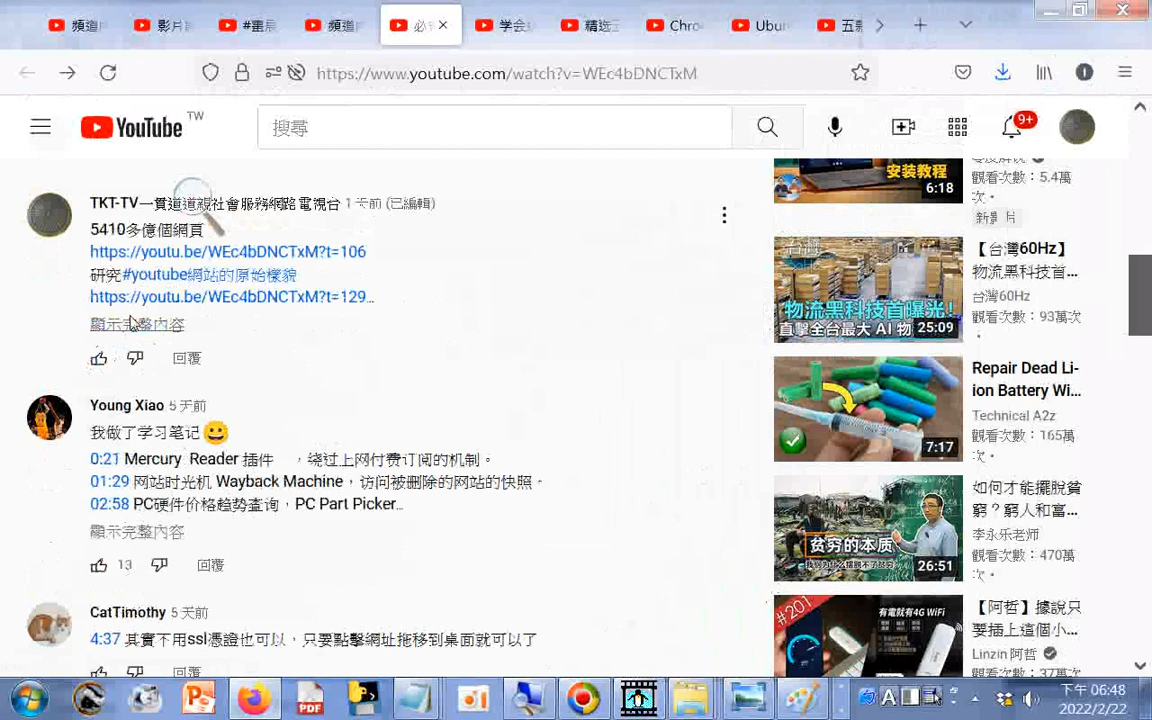 頻道
影片
#重
頻道
必
学会
精选
Chro
Ubun
五
https://www.youtube.com/watch?v=WEc4bDNCTxM
YouTube TW
搜尋
9+
TKT-TV一貫道道親社會服務網路電視台 1 天前 (已編輯)
5410多億個網頁
https://youtu.be/WEc4bDNCTxM?t=106
研究#youtube網站的原始樣貌
https://youtu.be/WEc4bDNCTxM?t=129...
顯示完整內容
回覆
Young Xiao 5 天前
我做了学习笔记😀
0:21 Mercury Reader 插件 ，绕过上网付费订阅的机制。
01:29 网站时光机 Wayback Machine，访问被删除的网站的快照。
02:58 PC硬件价格趋势查询，PC Part Picker...
顯示完整內容
13 回覆
CatTimothy 5 天前
4:37 其實不用ssl憑證也可以，只要點擊網址拖移到桌面就可以了
回覆
安装教程
6:18
觀看次數：5.4萬
次 •
台灣
物流黑科技首曝光！
直擊全台最大 AI 物
25:09
【台灣60Hz】
物流黑科技首...
台灣60Hz
觀看次數：93萬次
•
7:17
Repair Dead Li-
ion Battery Wi...
Technical A2z
觀看次數：165萬
次 •
贫穷的本质
26:51
如何才能擺脫貧
窮？窮人和富...
李永乐老师
觀看次數：470萬
次 •
#201
有電就有4G WiFi
【阿哲】據說只
要插上這個小...
Linzin 阿哲
觀看次數：37萬次
PDF
A
下午 06:48
2022/2/22